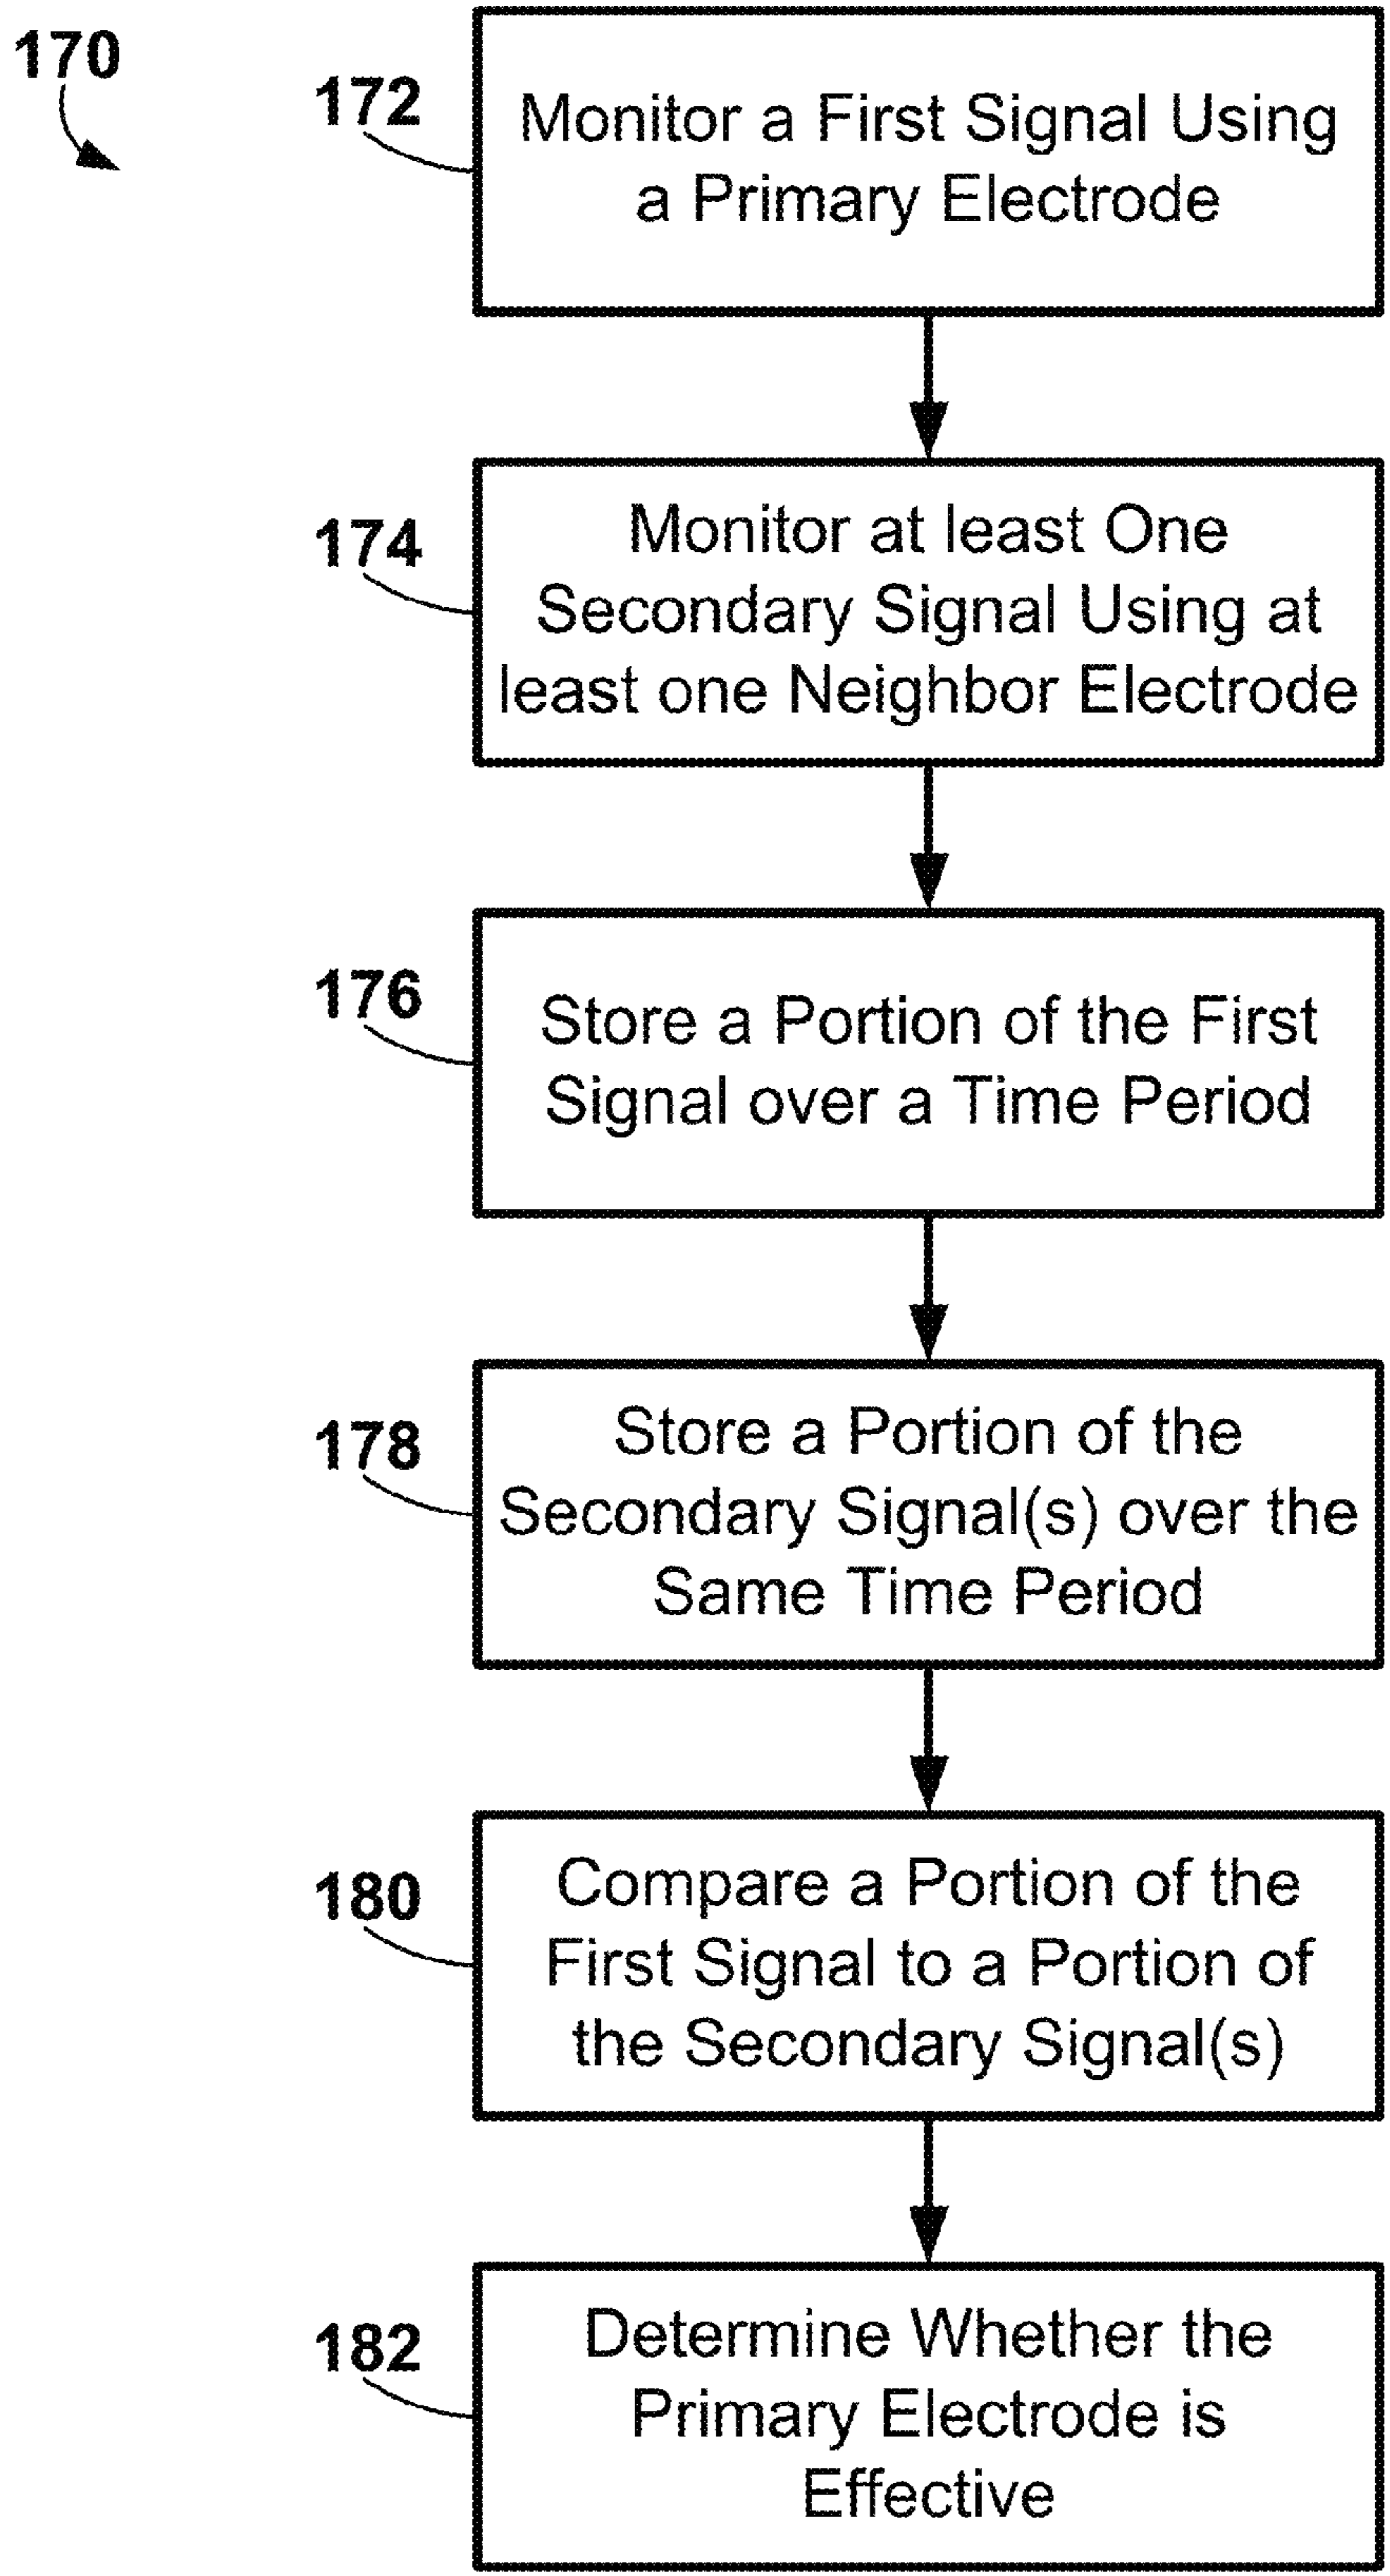 170
172
Monitor a First Signal Using
a Primary Electrode
174
Monitor at least One
Secondary Signal Using at
least one Neighbor Electrode
176
Store a Portion of the First
Signal over a Time Period
178
Store a Portion of the
Secondary Signal(s) over the
Same Time Period
180
Compare a Portion of the
First Signal to a Portion of
the Secondary Signal(s)
182
Determine Whether the
Primary Electrode is
Effective